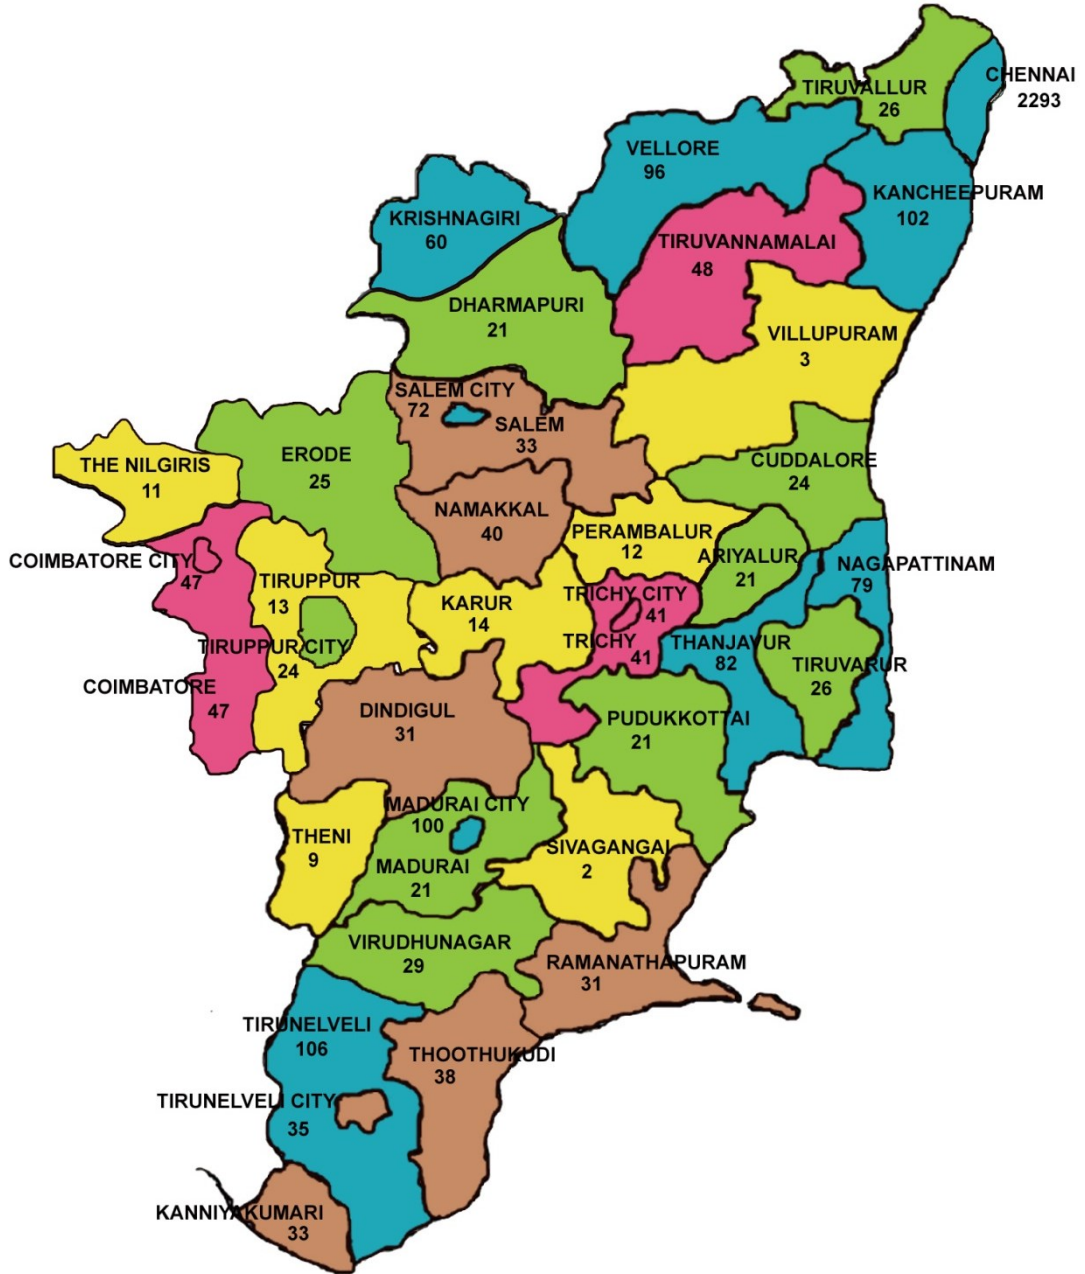 CHENNAI
2293
TIRUVALLUR
26
VELLORE
96
KANCHEEPURAM
102
KRISHNAGIRI
60
TIRUVANNAMALAI
48
DHARMAPURI
21
VILLUPURAM
3
SALEM CITY
72
SALEM
33
ERODE
25
THE NILGIRIS
11
CUDDALORE
24
NAMAKKAL
40
PERAMBALUR
12
ARIYALUR
21
COIMBATORE CITY
47
NAGAPATTINAM
79
TIRUPPUR
13
KARUR
14
TRICHY CITY
41
TRICHY
41
THANJAVUR
82
TIRUPPUR CITY
24
TIRUVARUR
26
COIMBATORE
47
DINDIGUL
31
PUDUKKOTTAI
21
MADURAI CITY
100
THENI
9
SIVAGANGAI
2
MADURAI
21
VIRUDHUNAGAR
29
RAMANATHAPURAM
31
TIRUNELVELI
106
THOOTHUKUDI
38
TIRUNELVELI CITY
35
KANNIYAKUMARI
33